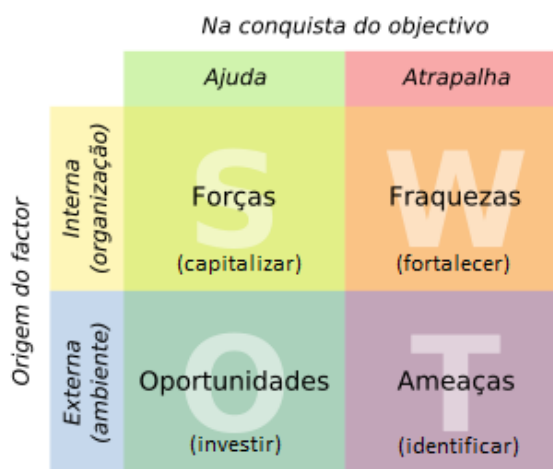 Na conquista do objectivo
Ajuda
Atrapalha
Origem do factor
Interna
(organização)
S
Forças
(capitalizar)
W
Fraquezas
(fortalecer)
Externa
(ambiente)
O
Oportunidades
(investir)
T
Ameaças
(identificar)